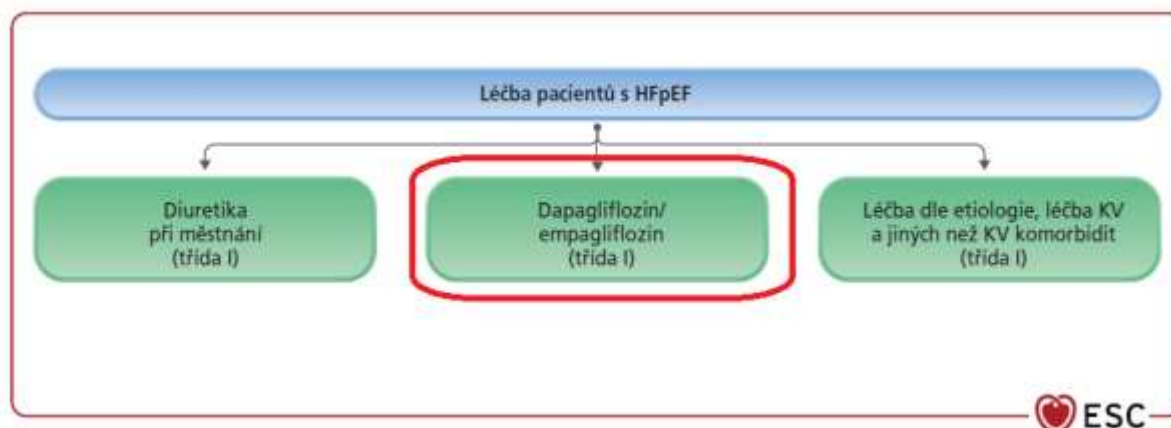 Léčba pacientů s HFpEF
Diuretika
při městnání
(třída I)
Dapagliflozin/
empagliflozin
(třída I)
Léčba dle etiologie, léčba KV
a jiných než KV komorbidit
(třída I)
ESC